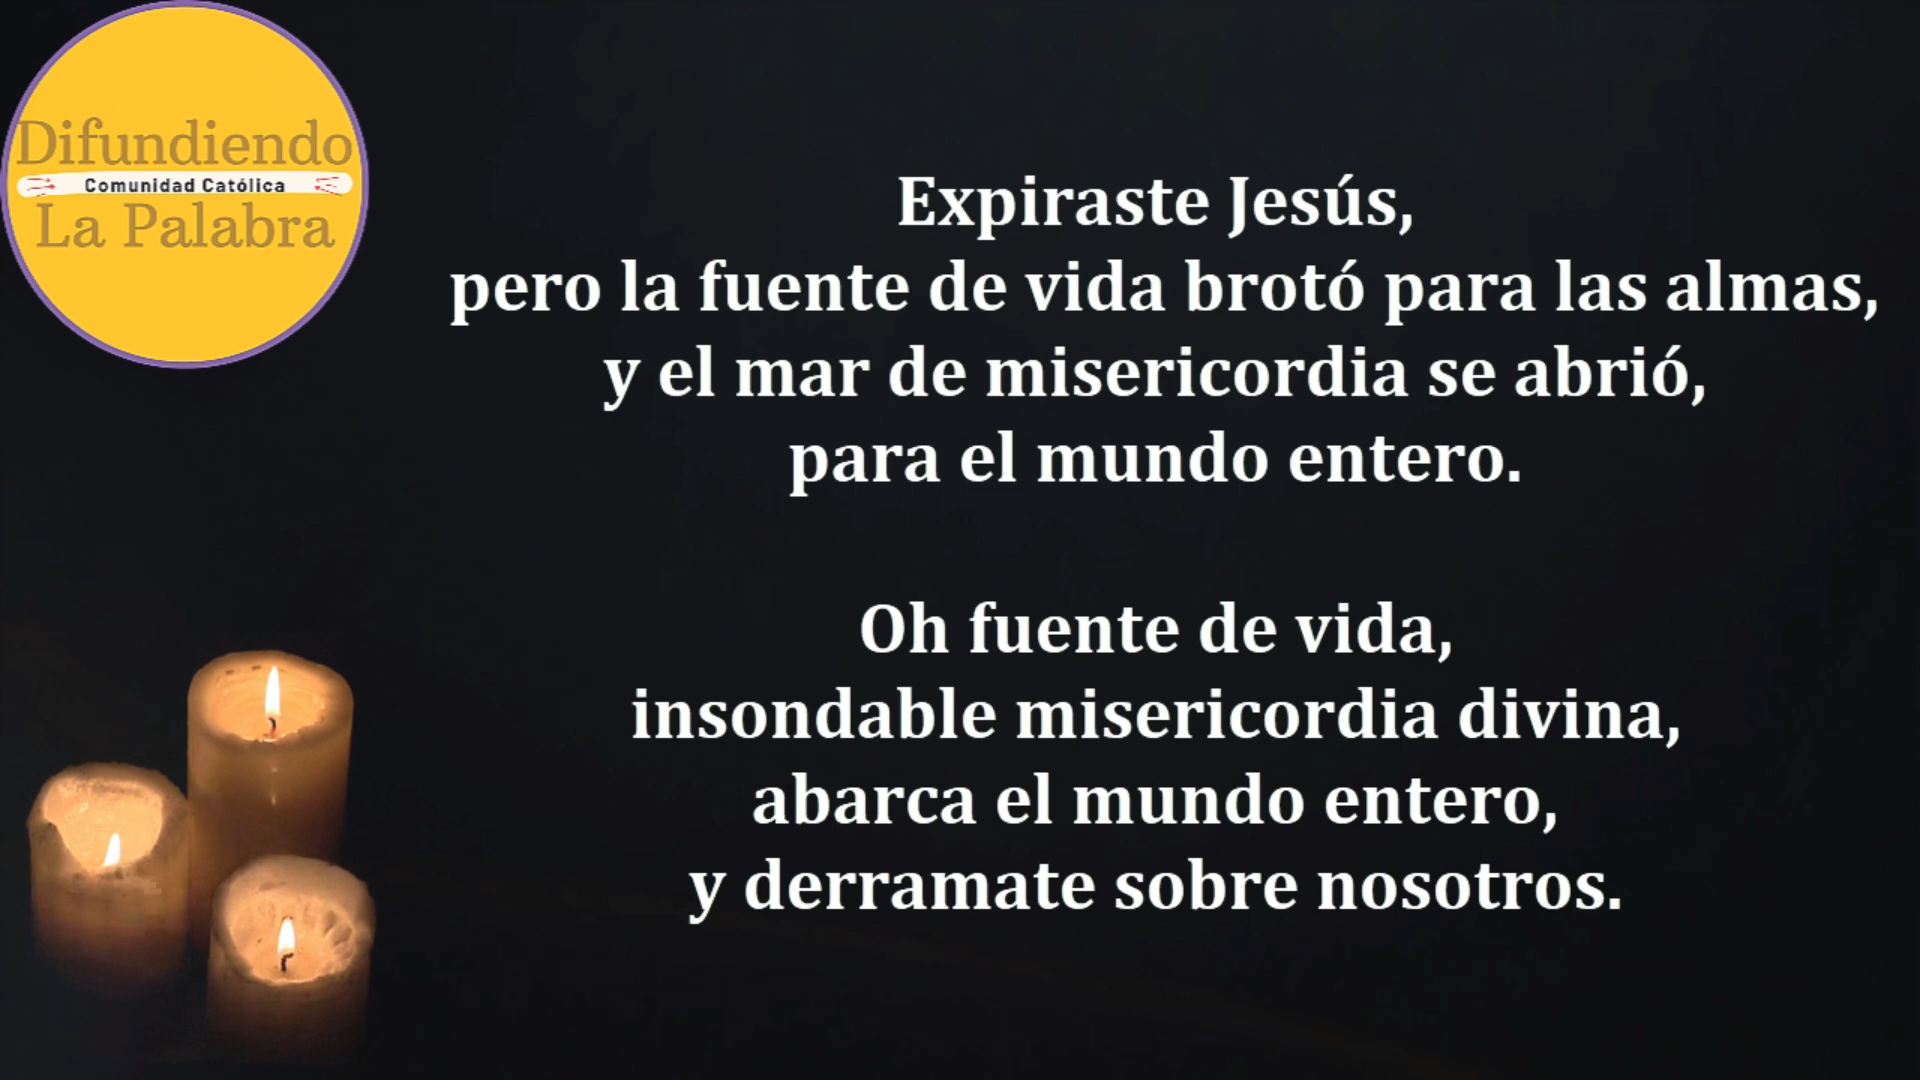 Difundiendo
Comunidad Católica
La Palabra
Expiraste Jesús,
pero la fuente de vida brotó para las almas,
y el mar de misericordia se abrió,
para el mundo entero.
Oh fuente de vida,
insondable misericordia divina,
abarca el mundo entero,
y derramate sobre nosotros.